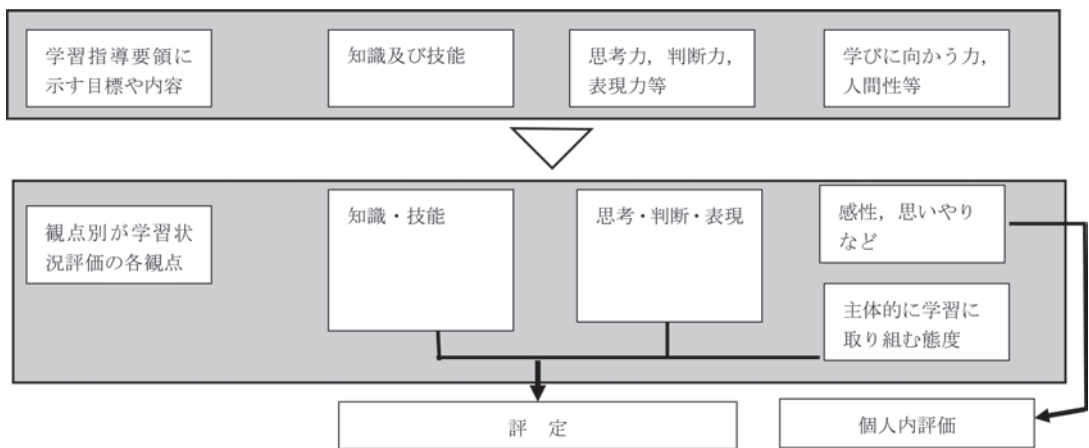 学習指導要領に
示す目標や内容
知識及び技能
思考力，判断力，
表現力等
学びに向かう力，
人間性等
観点別が学習状
況評価の各観点
知識・技能
思考・判断・表現
感性，思いやり
など
主体的に学習に
取り組む態度
評　定
個人内評価